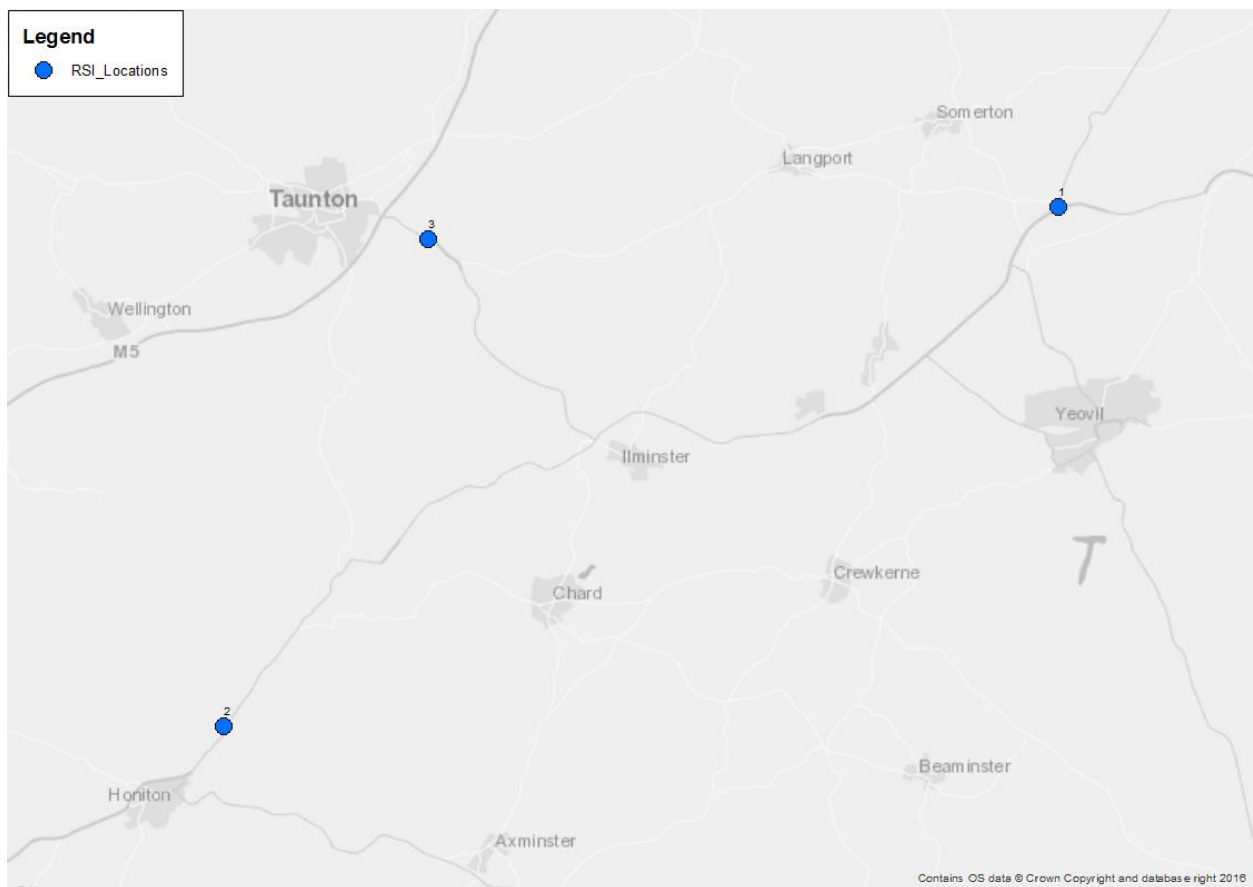 Legend
RSI_Locations
Somerton
Langport
1
Taunton
3
Wellington
M5
Yeovil
Ilminster
Crewkerne
Chard
2
Beaminster
Honiton
Axminster
Contains OS data © Crown Copyright and database right 2016